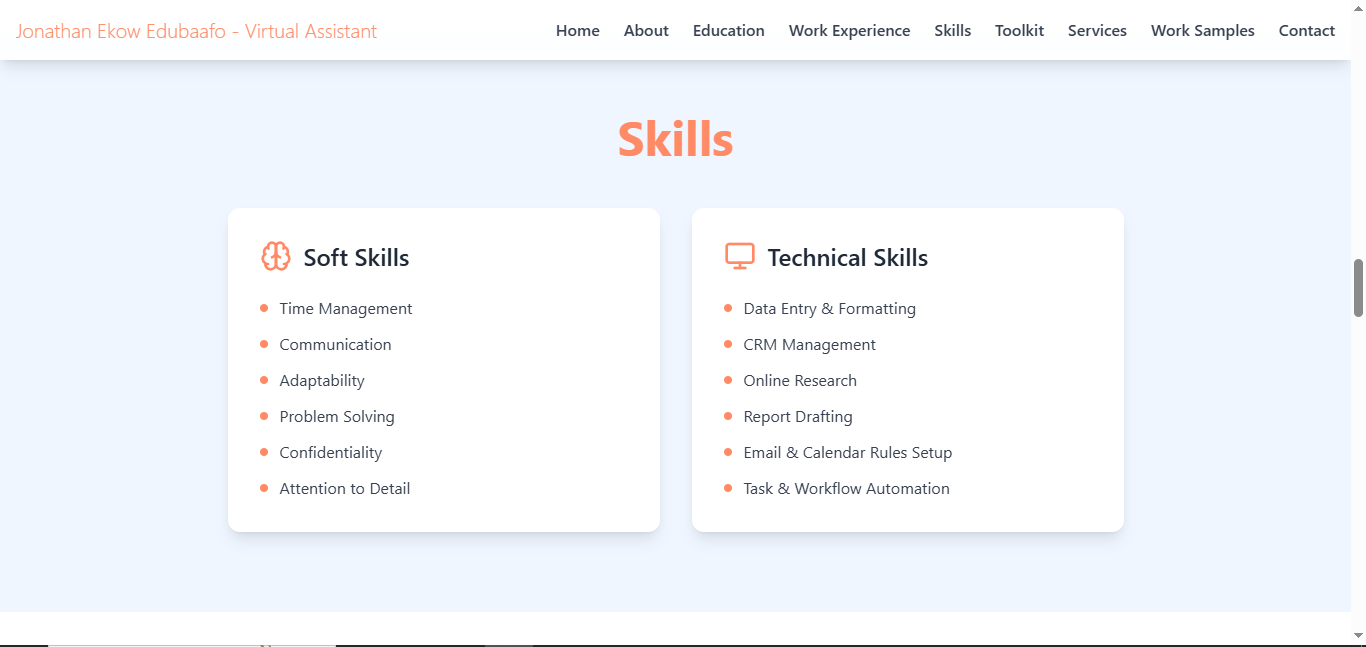 Jonathan Ekow Edubaafo - Virtual Assistant
Home About Education Work Experience Skills Toolkit Services Work Samples Contact
Skills
Soft Skills
Time Management
Communication
Adaptability
Problem Solving
Confidentiality
Attention to Detail
Technical Skills
Data Entry & Formatting
CRM Management
Online Research
Report Drafting
Email & Calendar Rules Setup
Task & Workflow Automation